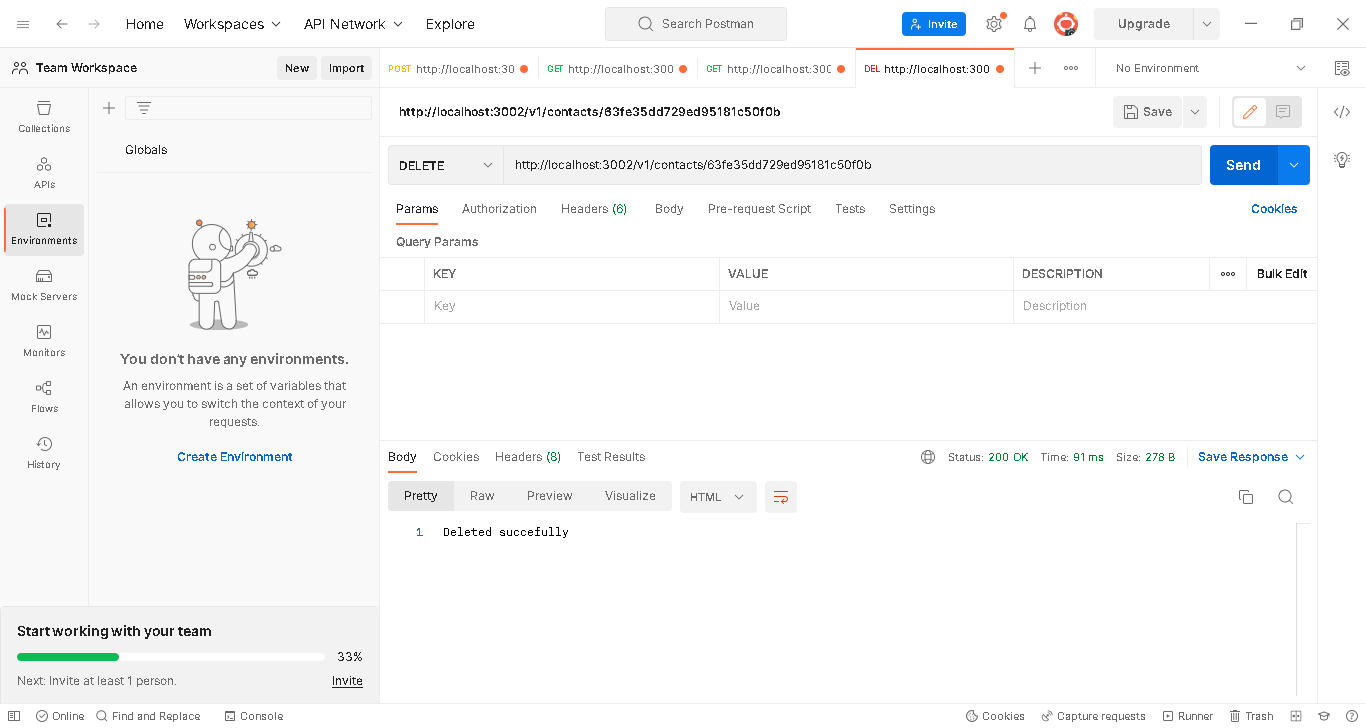 Home Workspaces API Network Explore Search Postman Invite Upgrade
Team Workspace New Import POST http://localhost:30 GET http://localhost:300 GET http://localhost:300 DEL http://localhost:300 No Environment
Collections
APIs
Environments
Mock Servers
Monitors
Flows
History
Globals
You don't have any environments.
An environment is a set of variables that
allows you to switch the context of your
requests.
Create Environment
http://localhost:3002/v1/contacts/63fe35dd729ed95181c50f0b Save
DELETE http://localhost:3002/v1/contacts/63fe35dd729ed95181c50f0b Send
Params Authorization Headers (6) Body Pre-request Script Tests Settings Cookies
Query Params
KEY VALUE DESCRIPTION Bulk Edit
Key Value Description
Body Cookies Headers (8) Test Results Status: 200 OK Time: 91 ms Size: 278 B Save Response
Pretty Raw Preview Visualize HTML
1 Deleted succefully
Start working with your team
33%
Next: Invite at least 1 person. Invite
Online Find and Replace Console Cookies Capture requests Runner Trash